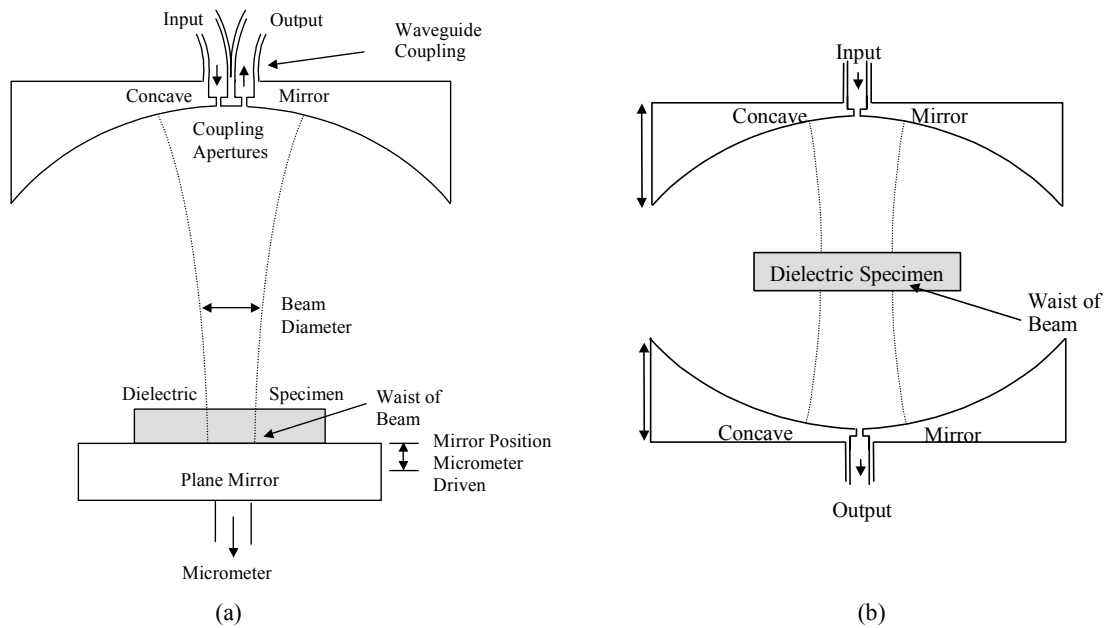 Input Output
Waveguide
Coupling
Concave Mirror
Coupling
Apertures
Beam
Diameter
Dielectric Specimen
Waist of
Beam
Mirror Position
Micrometer
Driven
Plane Mirror
Micrometer
(a)
Input
Concave Mirror
Dielectric Specimen
Waist of
Beam
Concave Mirror
Output
(b)